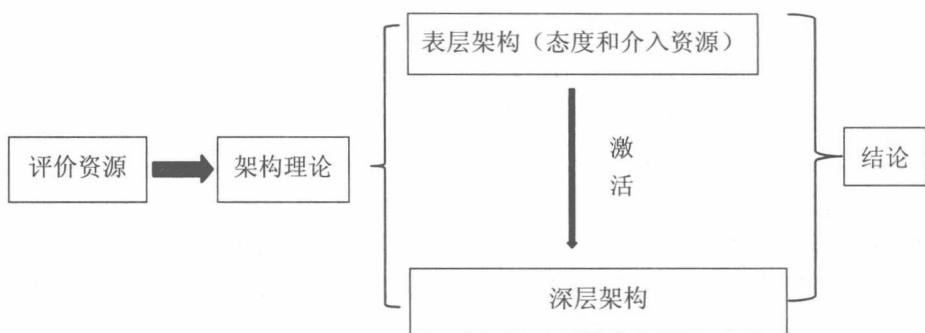 表层架构（态度和介入资源）
评价资源
架构理论
激
活
结论
深层架构